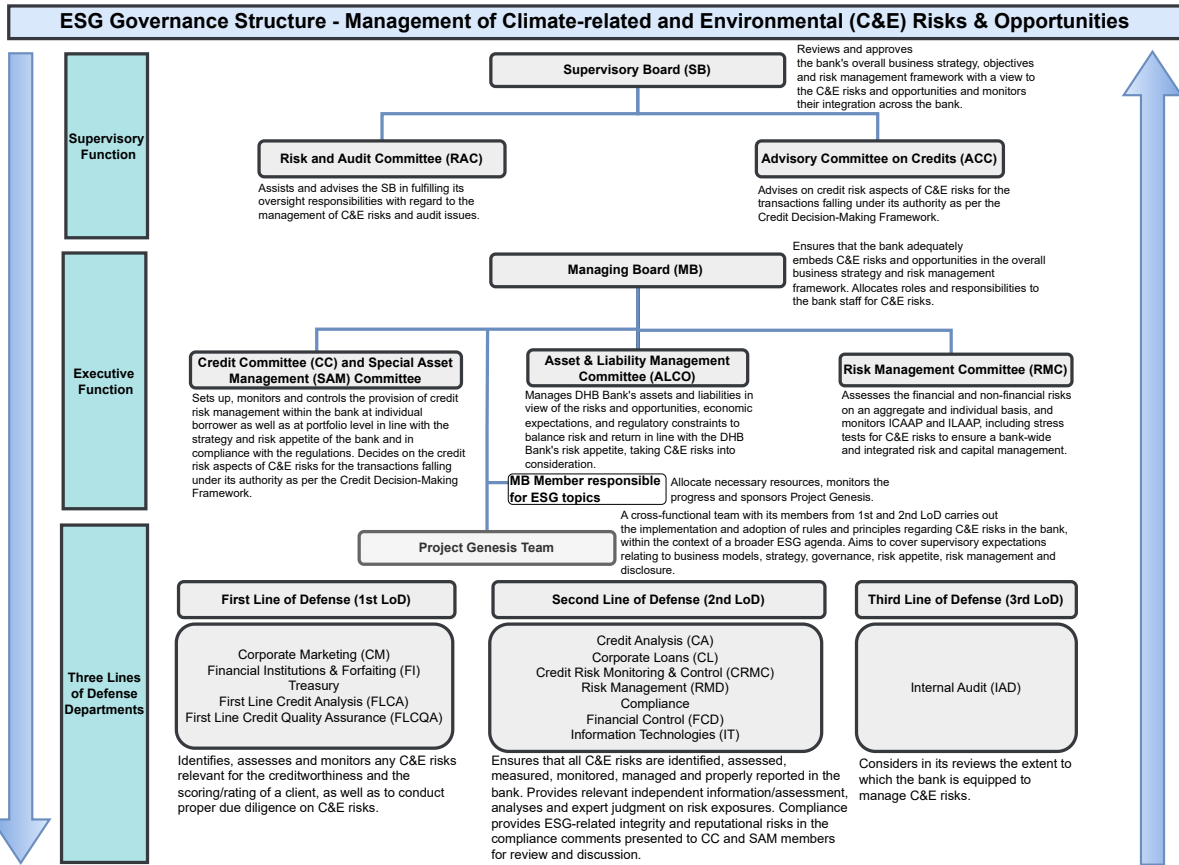 ESG Governance Structure - Management of Climate-related and Environmental (C&E) Risks & Opportunities
Supervisory
Function
Supervisory Board (SB)
Reviews and approves
the bank's overall business strategy, objectives
and risk management framework with a view to
the C&E risks and opportunities and monitors
their integration across the bank.
Risk and Audit Committee (RAC)
Assists and advises the SB in fulfilling its
oversight responsibilities with regard to the
management of C&E risks and audit issues.
Advisory Committee on Credits (ACC)
Advises on credit risk aspects of C&E risks for the
transactions falling under its authority as per the
Credit Decision-Making Framework.
Executive
Function
Managing Board (MB)
Ensures that the bank adequately
embeds C&E risks and opportunities in the overall
business strategy and risk management
framework. Allocates roles and responsibilities to
the bank staff for C&E risks.
Credit Committee (CC) and Special Asset
Management (SAM) Committee
Sets up, monitors and controls the provision of credit
risk management within the bank at individual
borrower as well as at portfolio level in line with the
strategy and risk appetite of the bank and in
compliance with the regulations. Decides on the credit
risk aspects of C&E risks for the transactions falling
under its authority as per the Credit Decision-Making
Framework.
Asset & Liability Management
Committee (ALCO)
Manages DHB Bank's assets and liabilities in
view of the risks and opportunities, economic
expectations, and regulatory constraints to
balance risk and return in line with the DHB
Bank's risk appetite, taking C&E risks into
consideration.
Risk Management Committee (RMC)
Assesses the financial and non-financial risks
on an aggregate and individual basis, and
monitors ICAAP and ILAAP, including stress
tests for C&E risks to ensure a bank-wide
and integrated risk and capital management.
MB Member responsible
for ESG topics
Allocate necessary resources, monitors the
progress and sponsors Project Genesis.
Project Genesis Team
A cross-functional team with its members from 1st and 2nd LoD carries out
the implementation and adoption of rules and principles regarding C&E risks in the bank,
within the context of a broader ESG agenda. Aims to cover supervisory expectations
relating to business models, strategy, governance, risk appetite, risk management and
disclosure.
Three Lines
of Defense
Departments
First Line of Defense (1st LoD)
Corporate Marketing (CM)
Financial Institutions & Forfaiting (FI)
Treasury
First Line Credit Analysis (FLCA)
First Line Credit Quality Assurance (FLCQA)
Identifies, assesses and monitors any C&E risks
relevant for the creditworthiness and the
scoring/rating of a client, as well as to conduct
proper due diligence on C&E risks.
Second Line of Defense (2nd LoD)
Credit Analysis (CA)
Corporate Loans (CL)
Credit Risk Monitoring & Control (CRMC)
Risk Management (RMD)
Compliance
Financial Control (FCD)
Information Technologies (IT)
Ensures that all C&E risks are identified, assessed,
measured, monitored, managed and properly reported in the
bank. Provides relevant independent information/assessment,
analyses and expert judgment on risk exposures. Compliance
provides ESG-related integrity and reputational risks in the
compliance comments presented to CC and SAM members
for review and discussion.
Third Line of Defense (3rd LoD)
Internal Audit (IAD)
Considers in its reviews the extent to
which the bank is equipped to
manage C&E risks.